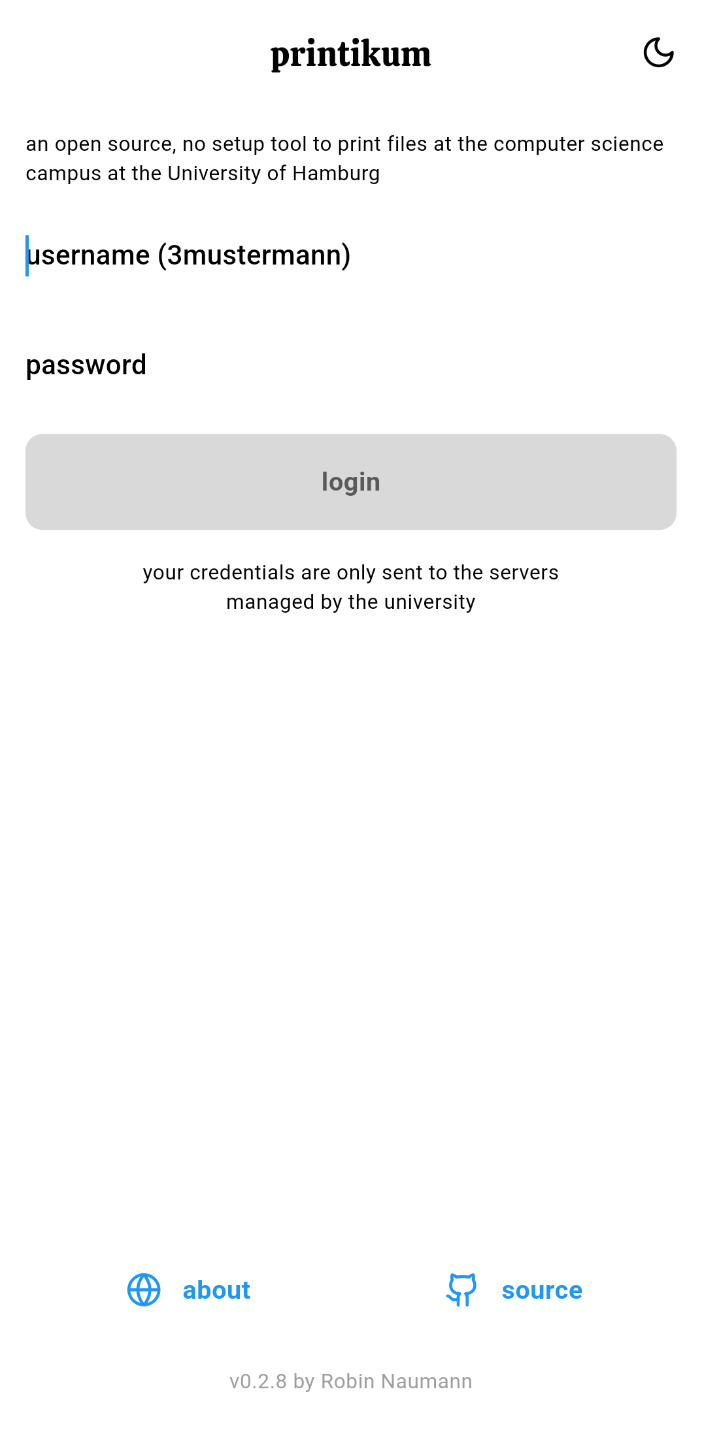 printikum
an open source, no setup tool to print files at the computer science
campus at the University of Hamburg
username (3mustermann)
password
login
your credentials are only sent to the servers
managed by the university
about
source
v0.2.8 by Robin Naumann